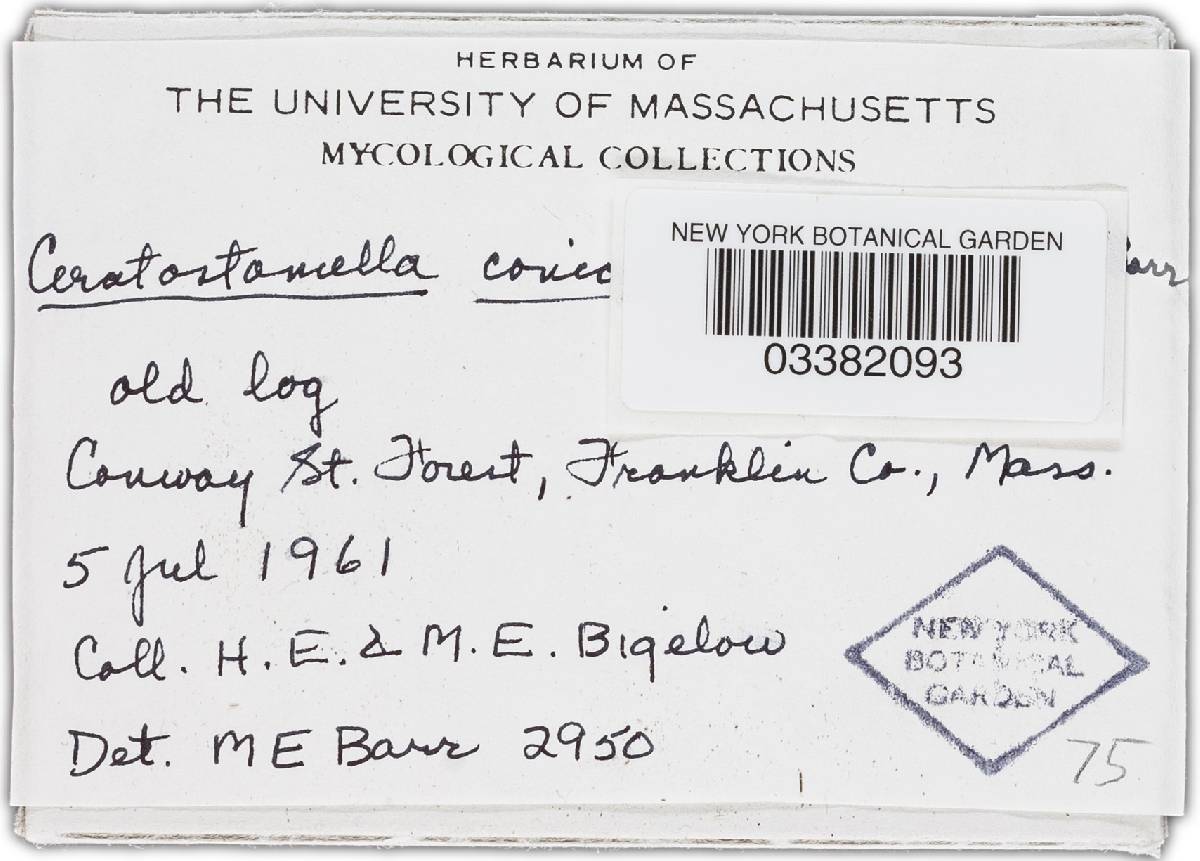 HERBARIUM OF
THE UNIVERSITY OF MASSACHUSETTS
MYCOLOGICAL COLLECTIONS
Ceratostomella
NEW YORK BOTANICAL GARDEN
03382093
old log
Conway St. Forest, Franklin Co., Mass.
5 Jul 1961
Coll. H. E. & M. E. Bigelow
Det. M E Barr 2950
NEW YORK
BOTANICAL
GARDEN
75